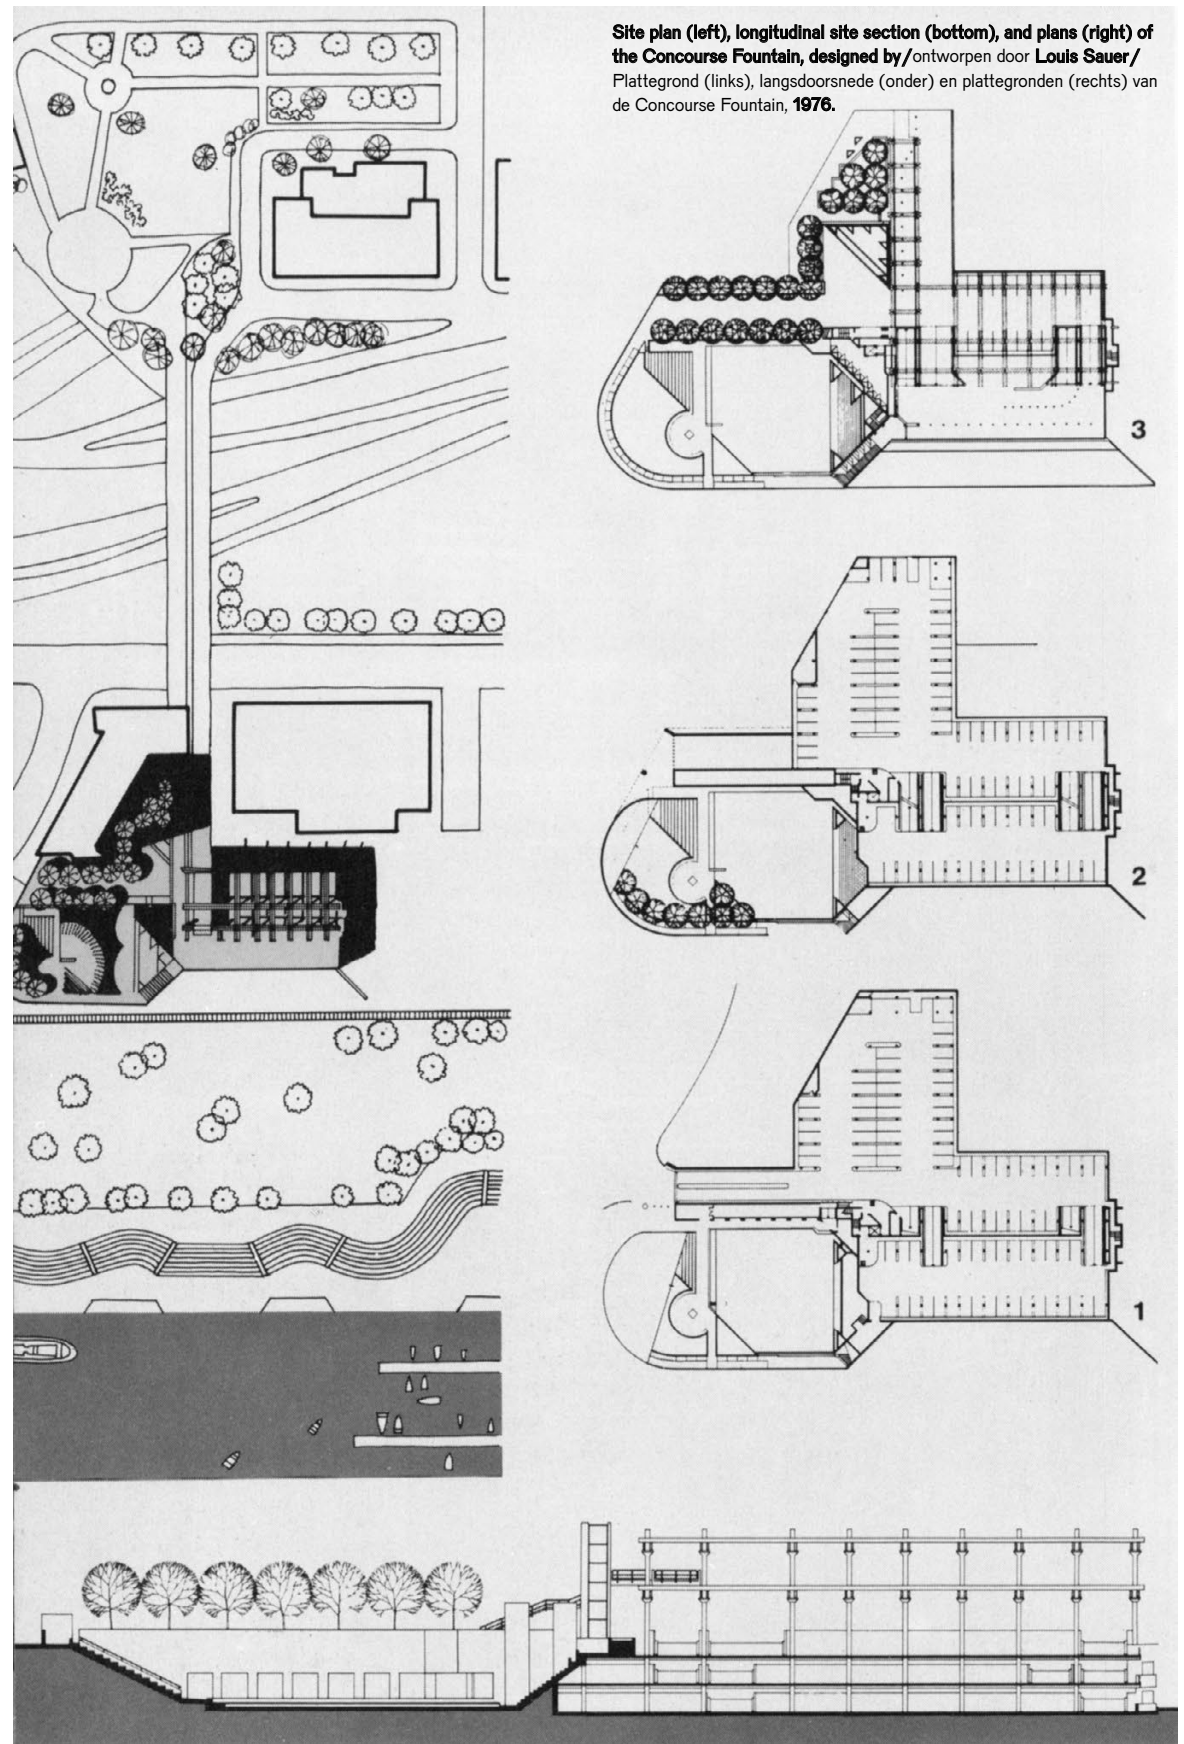 Site plan (left), longitudinal site section (bottom), and plans (right) of
the Concourse Fountain, designed by/ontworpen door Louis Sauer/
Plattegrond (links), langsdoorsnede (onder) en plattegronden (rechts) van
de Concourse Fountain, 1976.
3
2
1